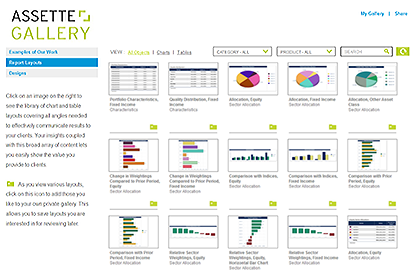 ASSETTE
GALLERY
My Gallery | Share
Examples of Our Work
Report Layouts
Designs
VIEW: All Objects | Charts | Tables
CATEGORY - ALL
PRODUCT - ALL
SEARCH
Click on an image on the right to
see the library of chart and table
layouts covering all angles needed
to effectively communicate results to
your clients. Your insights coupled
with this broad array of content lets
you easily show the value you
provide to clients.
As you view various layouts,
click on this icon to add those you
like to your own private gallery. This
allows you to save layouts you are
interested in for reviewing later.
Portfolio Characteristics,
Fixed Income
Characteristics
Quality Distribution, Fixed
Income
Characteristics
Allocation, Equity
Sector Allocation
Allocation, Fixed Income
Sector Allocation
Allocation, Other Asset
Class
Sector Allocation
Change in Weightings
Compared to Prior Period,
Equity
Sector Allocation
Change in Weightings
Compared to Prior Period,
Fixed Income
Sector Allocation
Comparison with Indices,
Equity
Sector Allocation
Comparison with Indices,
Fixed Income
Sector Allocation
Comparison with Prior
Period, Equity
Sector Allocation
Comparison with Prior
Period, Fixed Income
Sector Allocation
Relative Sector
Weightings, Equity
Sector Allocation
Relative Sector
Weightings, Equity,
Horizontal Bar Chart
Sector Allocation
Relative Sector
Weightings, Fixed Income
Sector Allocation
Allocation, Equity
Sector Allocation